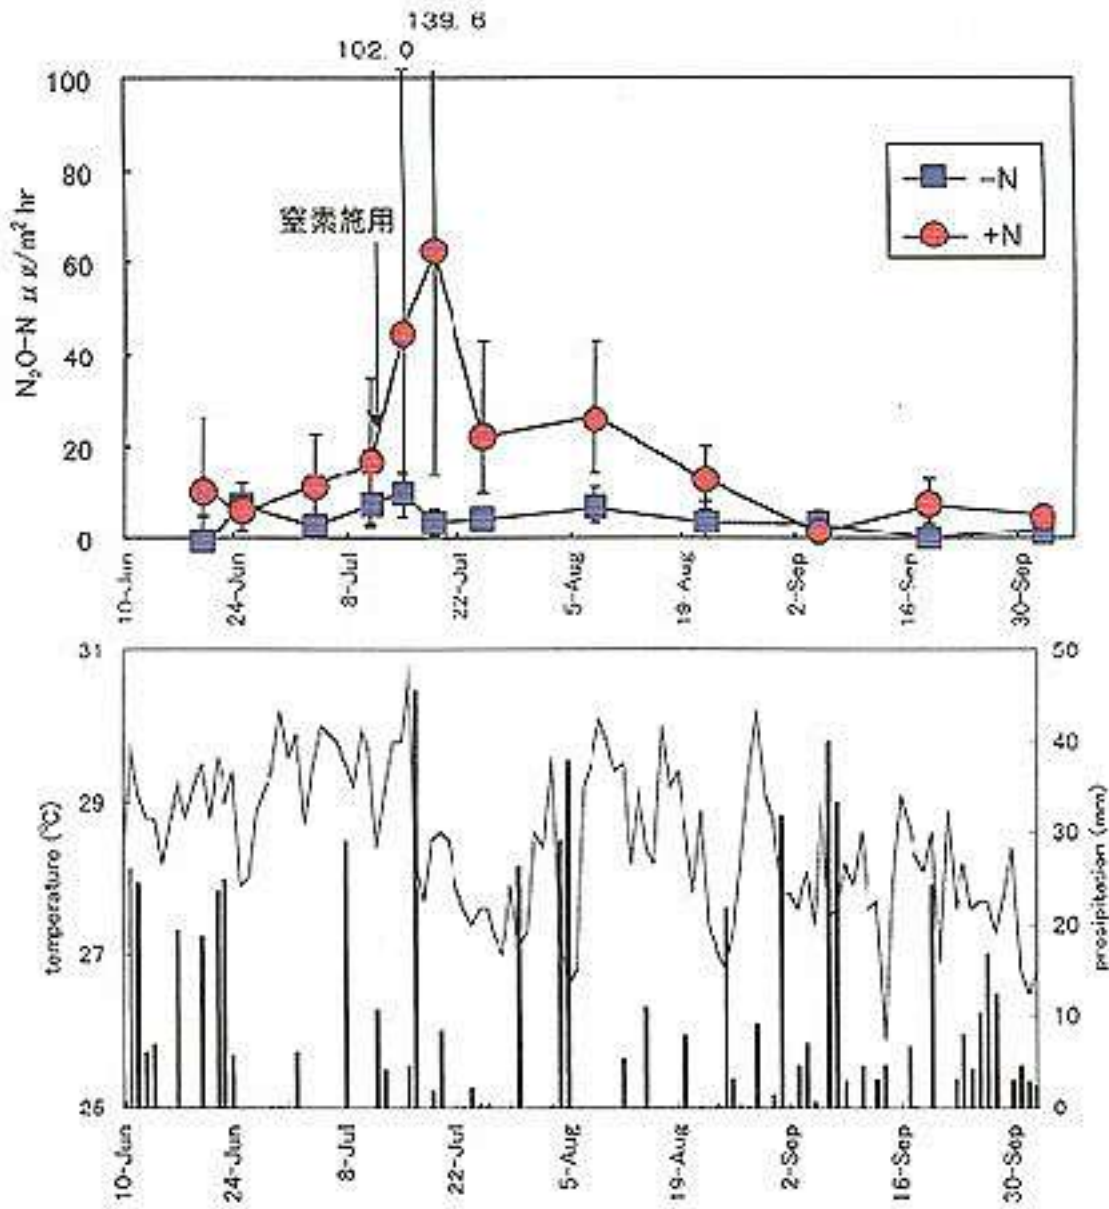 139. 6
102. 0
100
80
60
40
20
0
N₂O-N μg/m² hr
窒素施用
-N
+N
10-Jun
24-Jun
8-Jul
22-Jul
5-Aug
19-Aug
2-Sep
16-Sep
30-Sep
31
29
27
25
temperature (℃)
50
40
30
20
10
0
precipitation (mm)
10-Jun
24-Jun
8-Jul
22-Jul
5-Aug
19-Aug
2-Sep
16-Sep
30-Sep